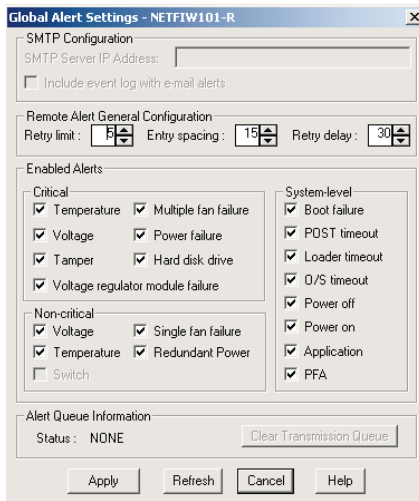 Global Alert Settings - NETFIW101-R
SMTP Configuration
SMTP Server IP Address:
Include event log with e-mail alerts
Remote Alert General Configuration
Retry limit : 5 Entry spacing : 15 Retry delay : 30
Enabled Alerts
Critical
Temperature Multiple fan failure
Voltage Power failure
Tamper Hard disk drive
Voltage regulator module failure
Non-critical
Voltage Single fan failure
Temperature Redundant Power
Switch
System-level
Boot failure
POST timeout
Loader timeout
O/S timeout
Power off
Power on
Application
PFA
Alert Queue Information
Status : NONE Clear Transmission Queue
Apply Refresh Cancel Help